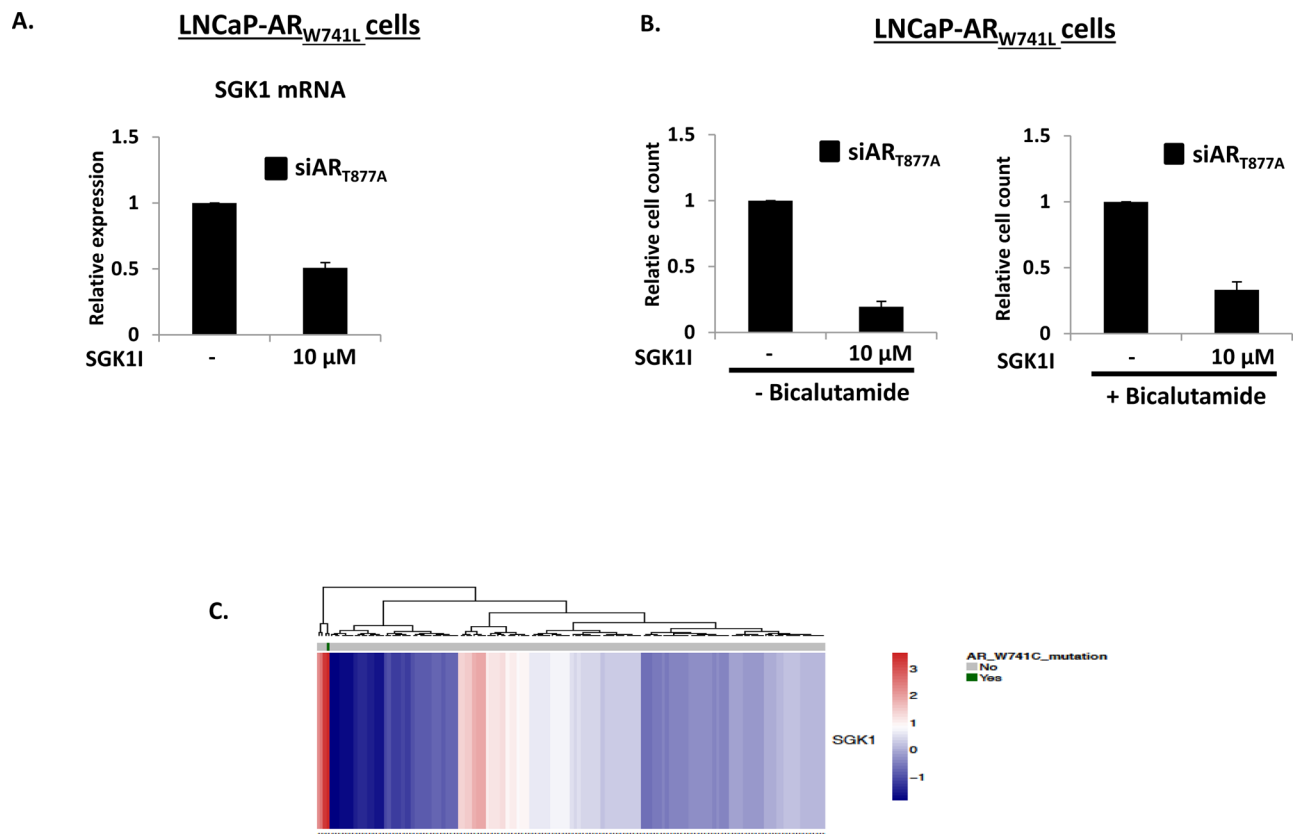 A.
LNCaP-ARW741L cells
SGK1 mRNA
Relative expression
1.5
1
0.5
0
siART877A
SGK1I
- 10 µM
B.
LNCaP-ARW741L cells
Relative cell count
1.5
1
0.5
0
siART877A
SGK1I
- 10 µM
- Bicalutamide
Relative cell count
1.5
1
0.5
0
siART877A
SGK1I
- 10 µM
+ Bicalutamide
C.
SGK1
3
2
1
0
−1
AR_W741C_mutation
No
Yes